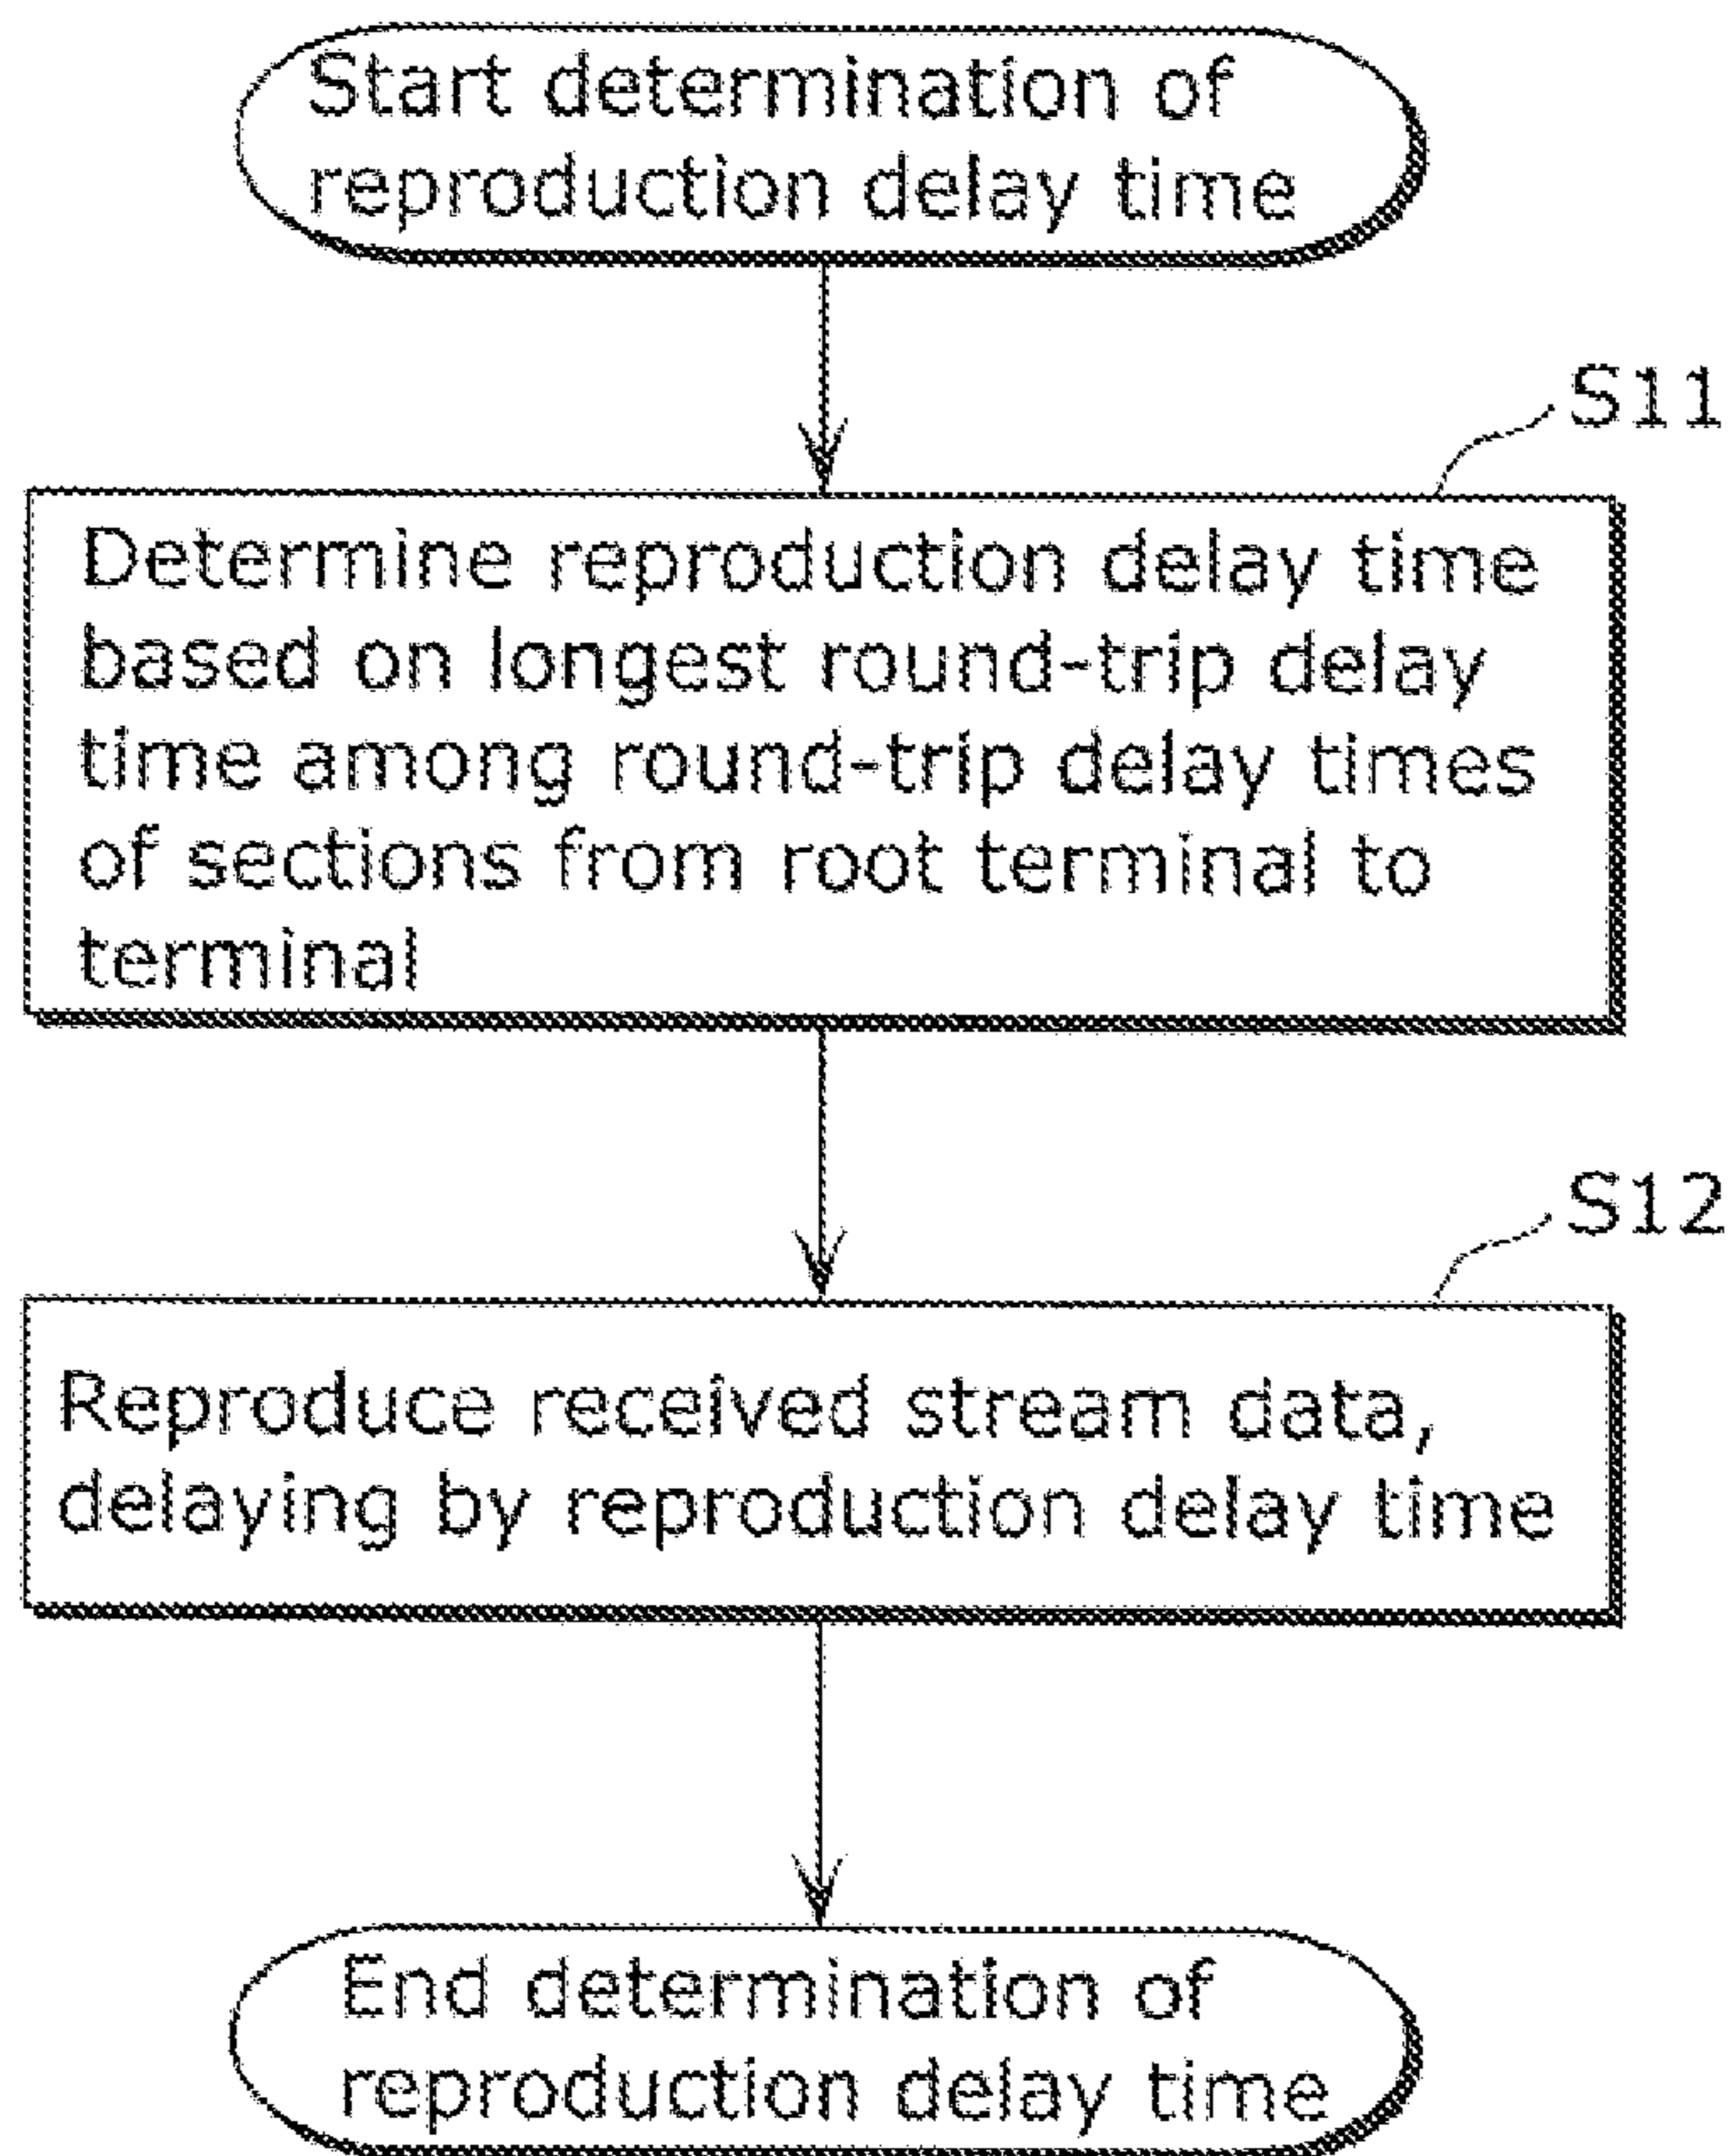 Start determination of
reproduction delay time
S11
Determine reproduction delay time
based on longest round-trip delay
time among round-trip delay times
of sections from root terminal to
terminal
S12
Reproduce received stream data,
delaying by reproduction delay time
End determination of
reproduction delay time